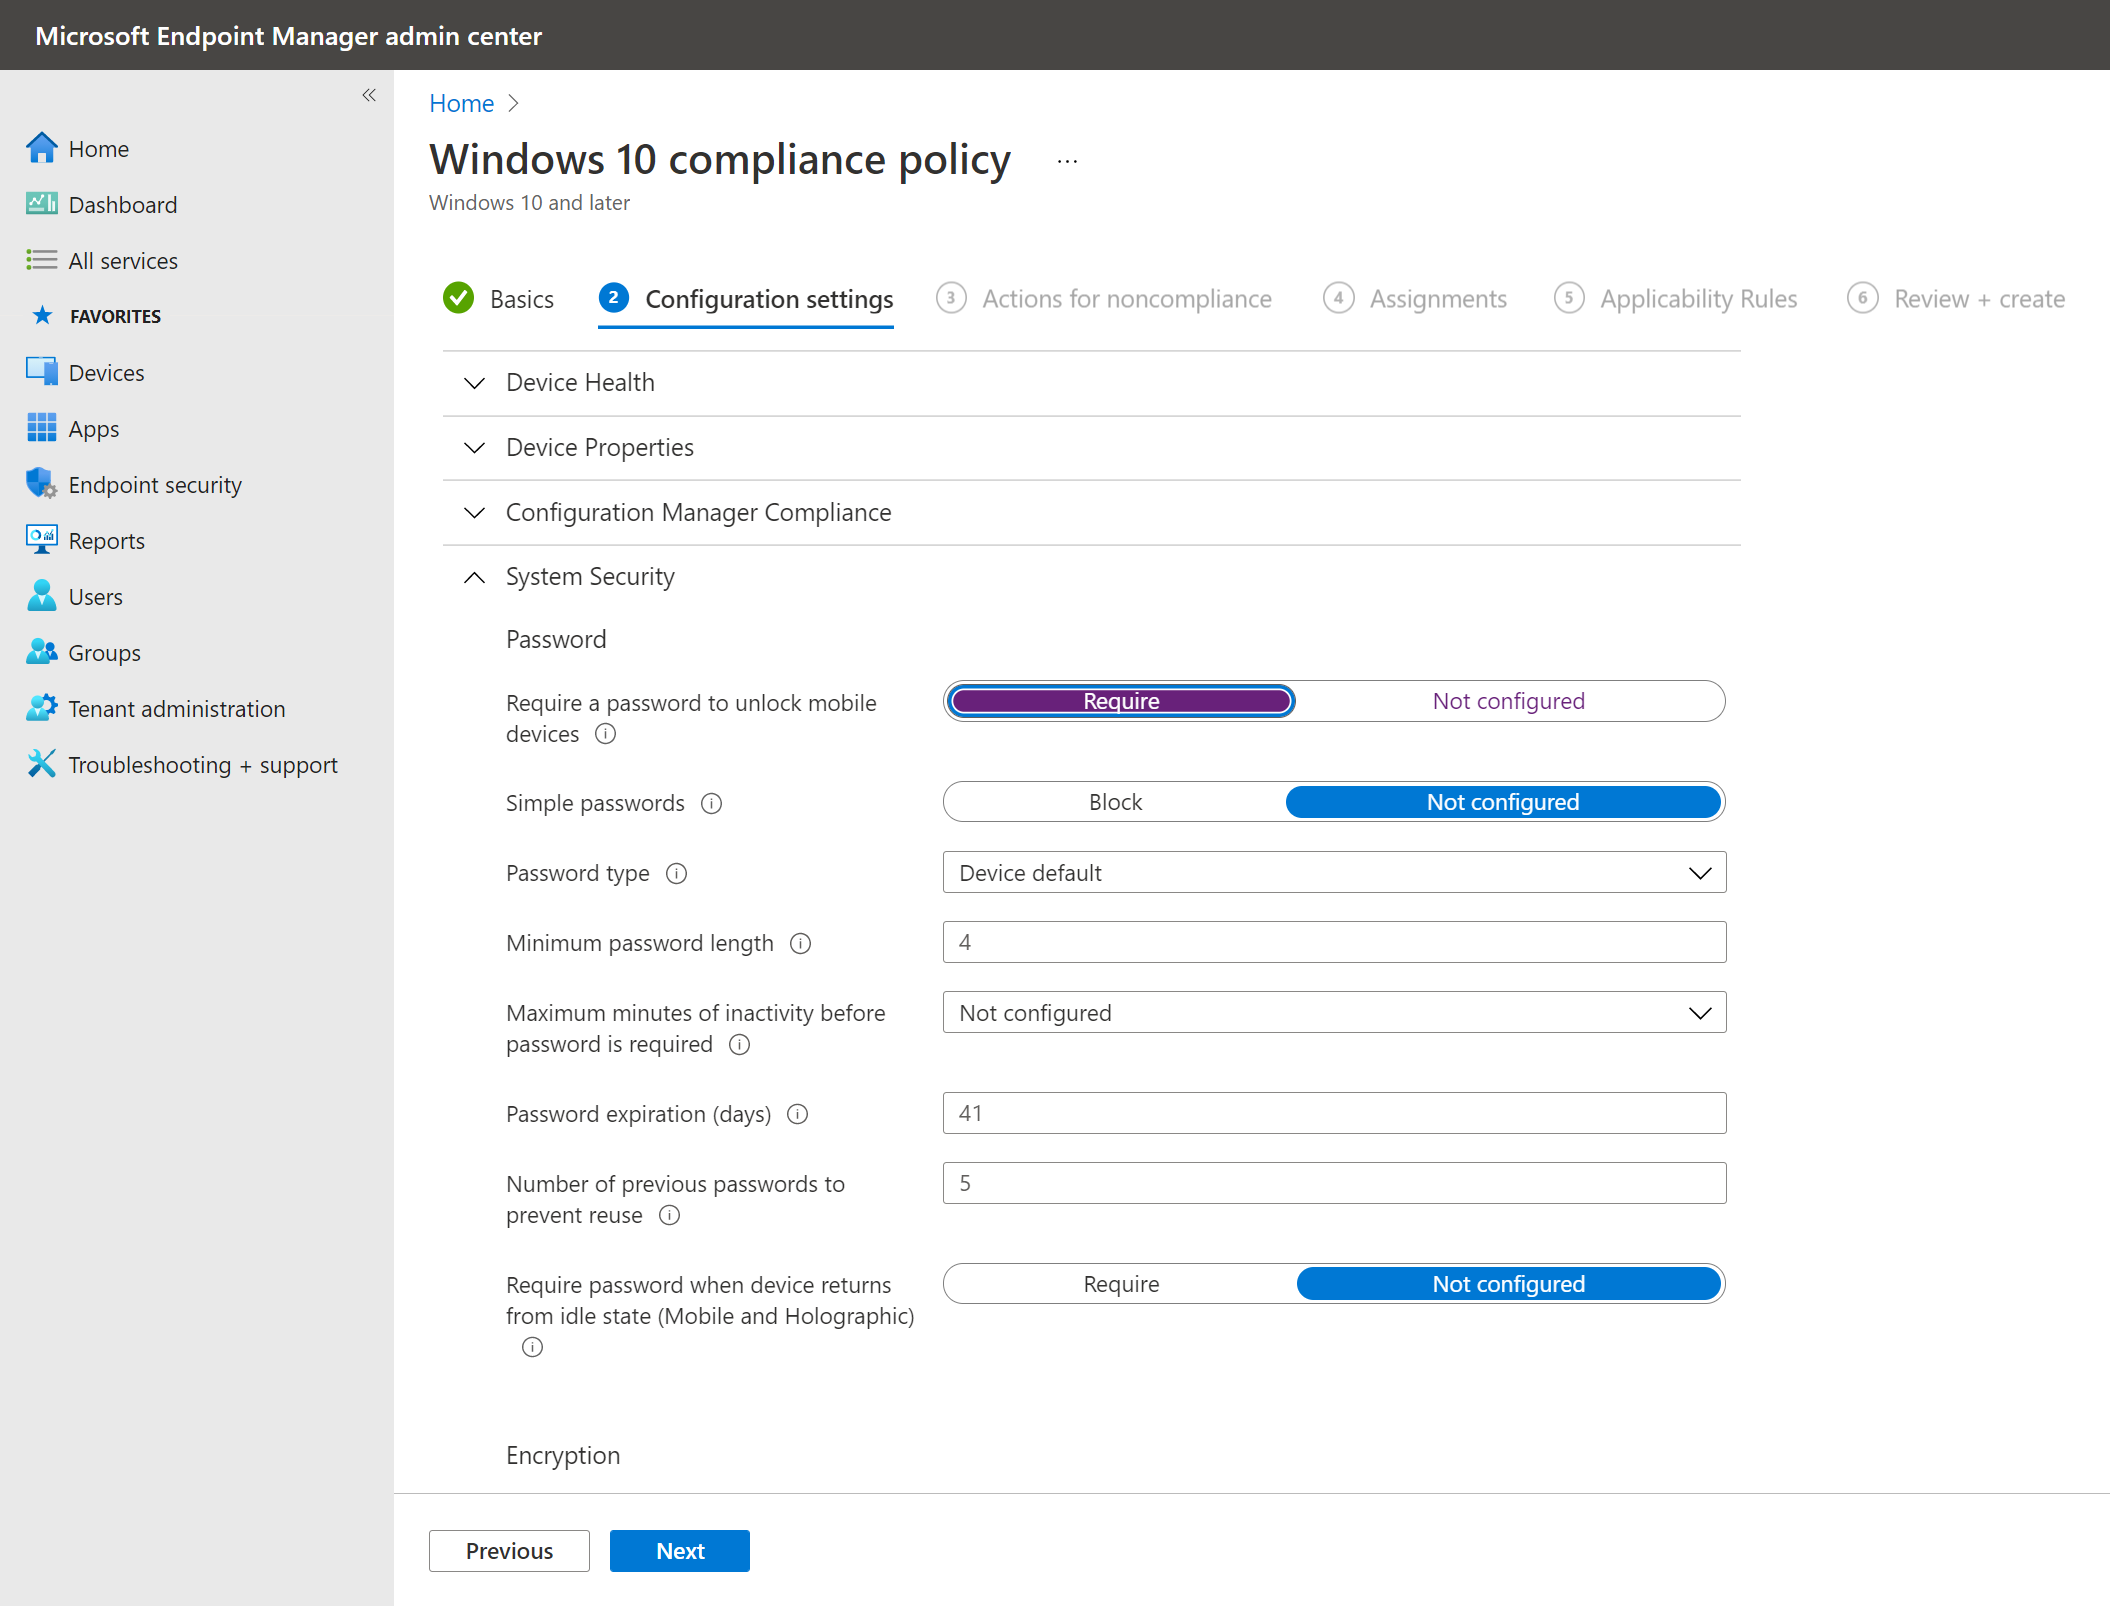 Microsoft Endpoint Manager admin center
«
Home
Dashboard
All services
FAVORITES
Devices
Apps
Endpoint security
Reports
Users
Groups
Tenant administration
Troubleshooting + support
Home >
Windows 10 compliance policy ...
Windows 10 and later
Basics
2 Configuration settings
3 Actions for noncompliance
4 Assignments
5 Applicability Rules
6 Review + create
Device Health
Device Properties
Configuration Manager Compliance
System Security
Password
Require a password to unlock mobile
devices
Require Not configured
Simple passwords
Block Not configured
Password type
Device default
Minimum password length
4
Maximum minutes of inactivity before
password is required
Not configured
Password expiration (days)
41
Number of previous passwords to
prevent reuse
5
Require password when device returns
from idle state (Mobile and Holographic)
Require Not configured
Encryption
Previous
Next